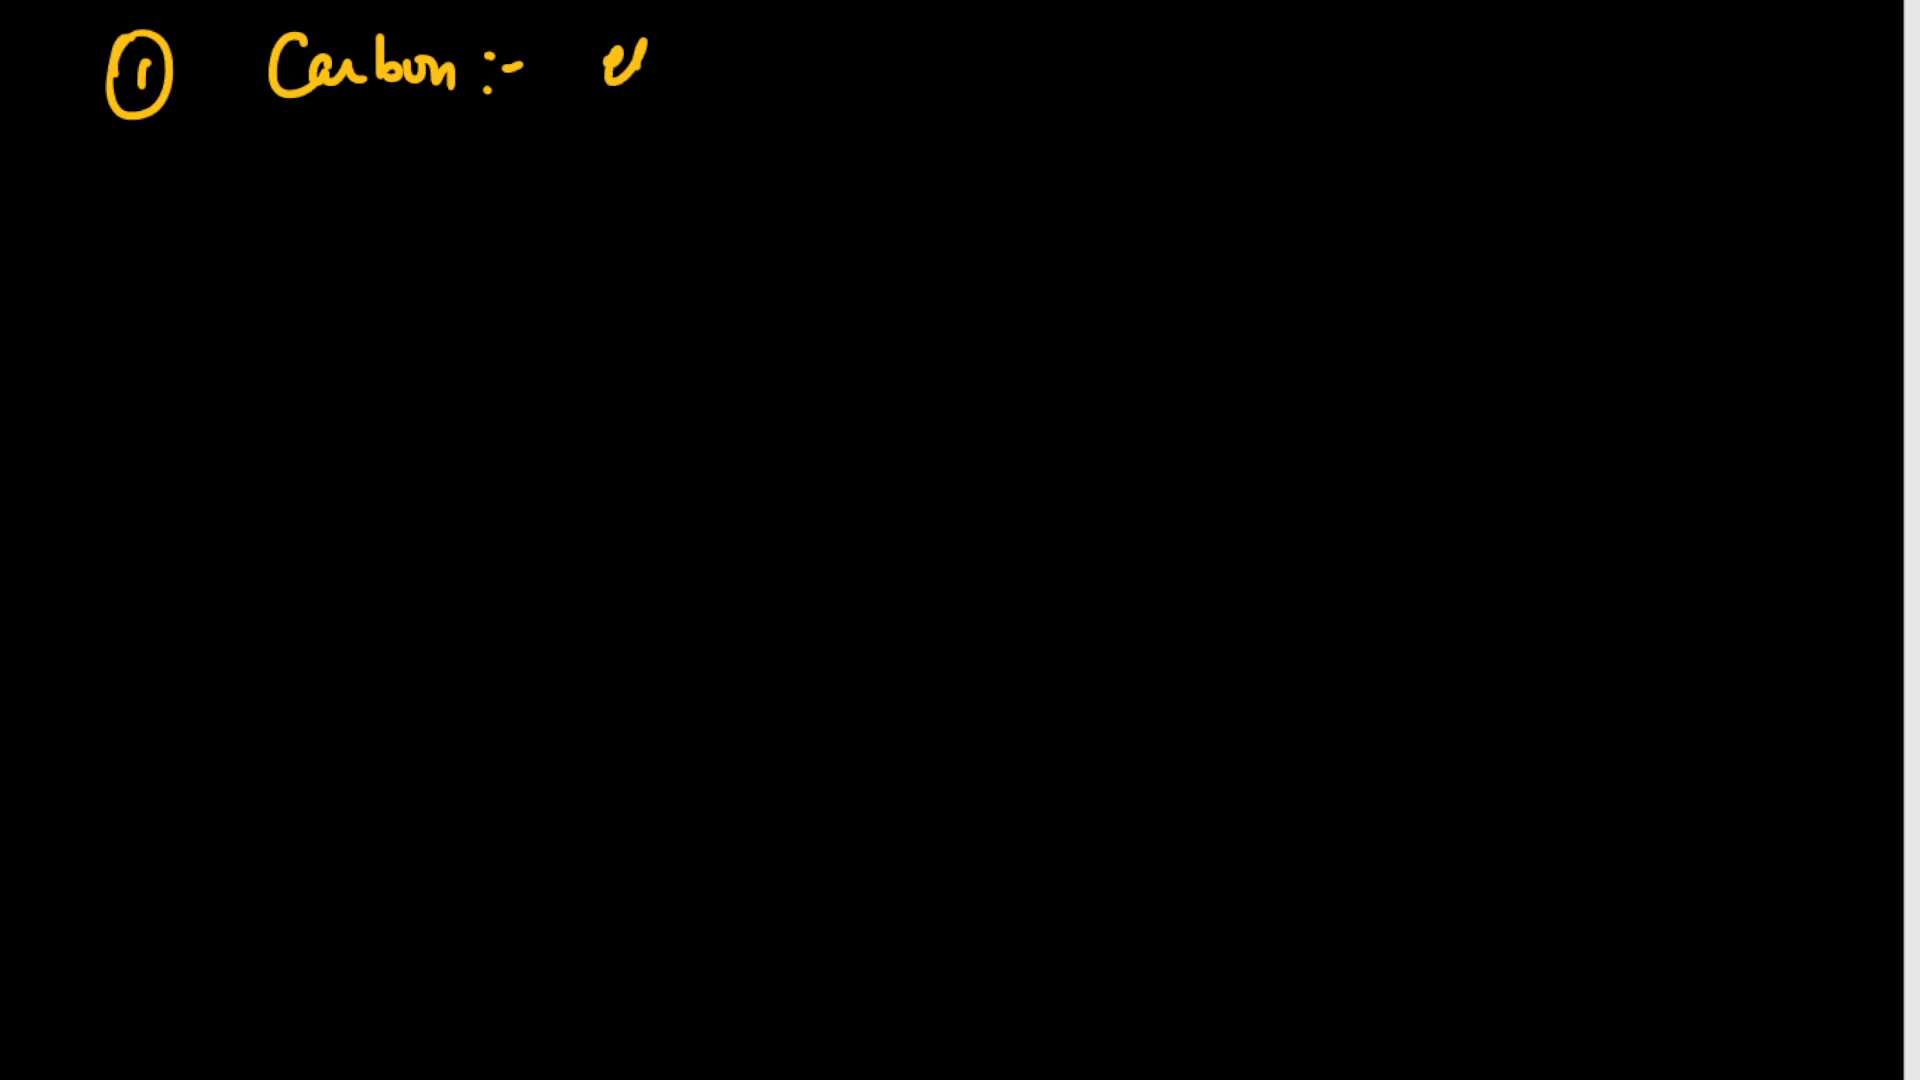 ① Carbon :- e